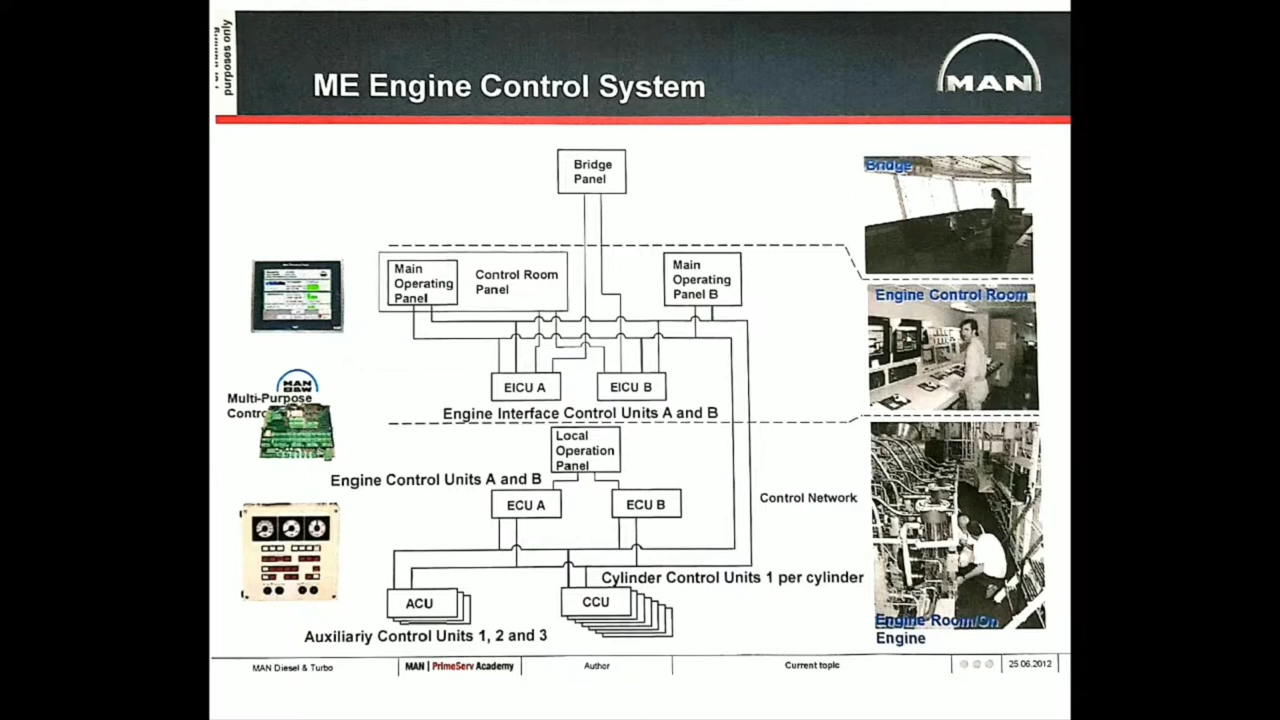 purposes only
ME Engine Control System
MAN
Bridge
Panel
Bridge
Main
Operating
Panel
Control Room
Panel
Main
Operating
Panel B
Engine Control Room
EICU A
EICU B
MAN
B&W
Multi-Purpose
Engine Interface Control Units A and B
Local
Operation
Panel
Engine Control Units A and B
ECU A
ECU B
Control Network
Cylinder Control Units 1 per cylinder
ACU
CCU
Auxiliariy Control Units 1, 2 and 3
Engine Room/On
Engine
MAN Diesel & Turbo
MAN | PrimeServ Academy
Author
Current topic
25.06.2012